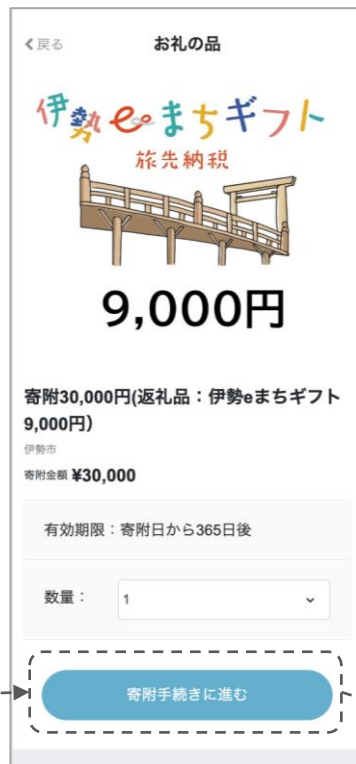 戻る
お礼の品
伊勢eまちギフト
旅先納税
9,000円
寄附30,000円(返礼品：伊勢eまちギフト
9,000円）
伊勢市
寄附金額 ¥30,000
有効期限：寄附日から365日後
数量：
1
寄附手続きに進む